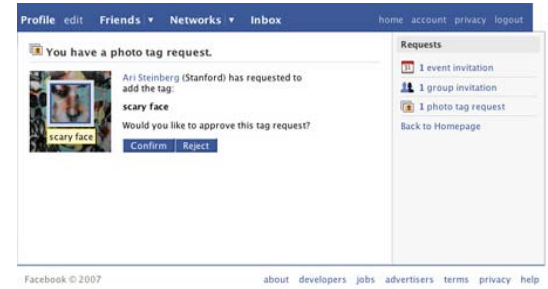 Profile edit Friends ▾ Networks ▾ Inbox home account privacy logout
You have a photo tag request.
scary face
Ari Steinberg (Stanford) has requested to
add the tag:
scary face
Would you like to approve this tag request?
Confirm Reject
Requests
31 1 event invitation
1 group invitation
1 photo tag request
Back to Homepage
Facebook © 2007 about developers jobs advertisers terms privacy help